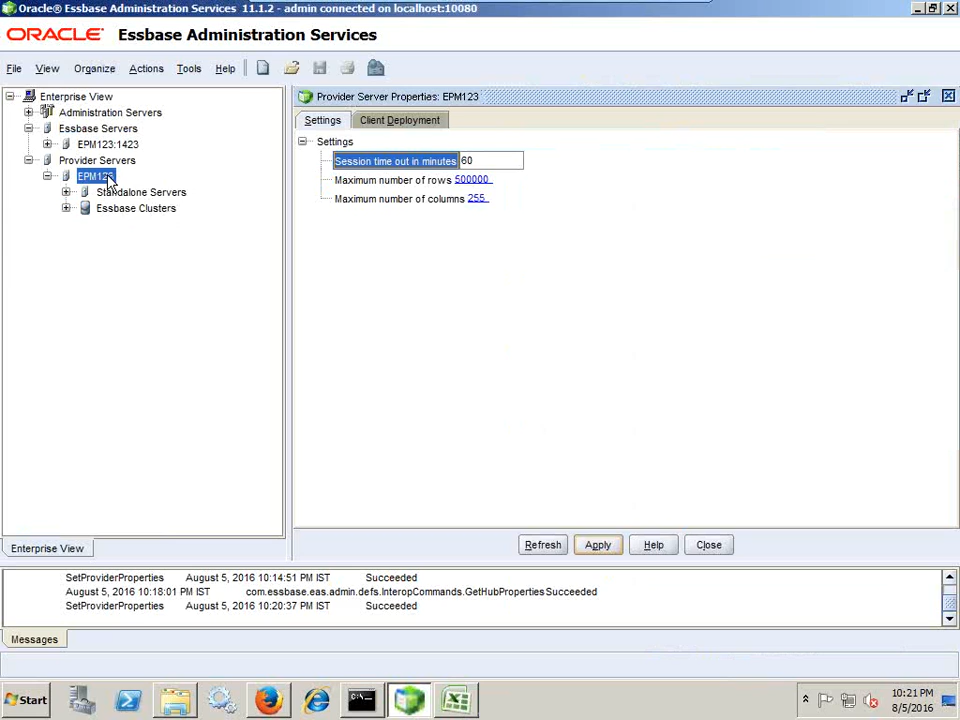 Oracle® Essbase Administration Services 11.1.2 - admin connected on localhost:10080
ORACLE® Essbase Administration Services
File View Organize Actions Tools Help
Enterprise View
Administration Servers
Essbase Servers
EPM123:1423
Provider Servers
EPM123
Standalone Servers
Essbase Clusters
Enterprise View
Provider Server Properties: EPM123
Settings Client Deployment
Settings
Session time out in minutes 60
Maximum number of rows 500000
Maximum number of columns 255
Refresh Apply Help Close
SetProviderProperties August 5, 2016 10:14:51 PM IST Succeeded
August 5, 2016 10:18:01 PM IST com.essbase.eas.admin.defs.InteropCommands.GetHubProperties Succeeded
SetProviderProperties August 5, 2016 10:20:37 PM IST Succeeded
Messages
Start
C:\
10:21 PM
8/5/2016